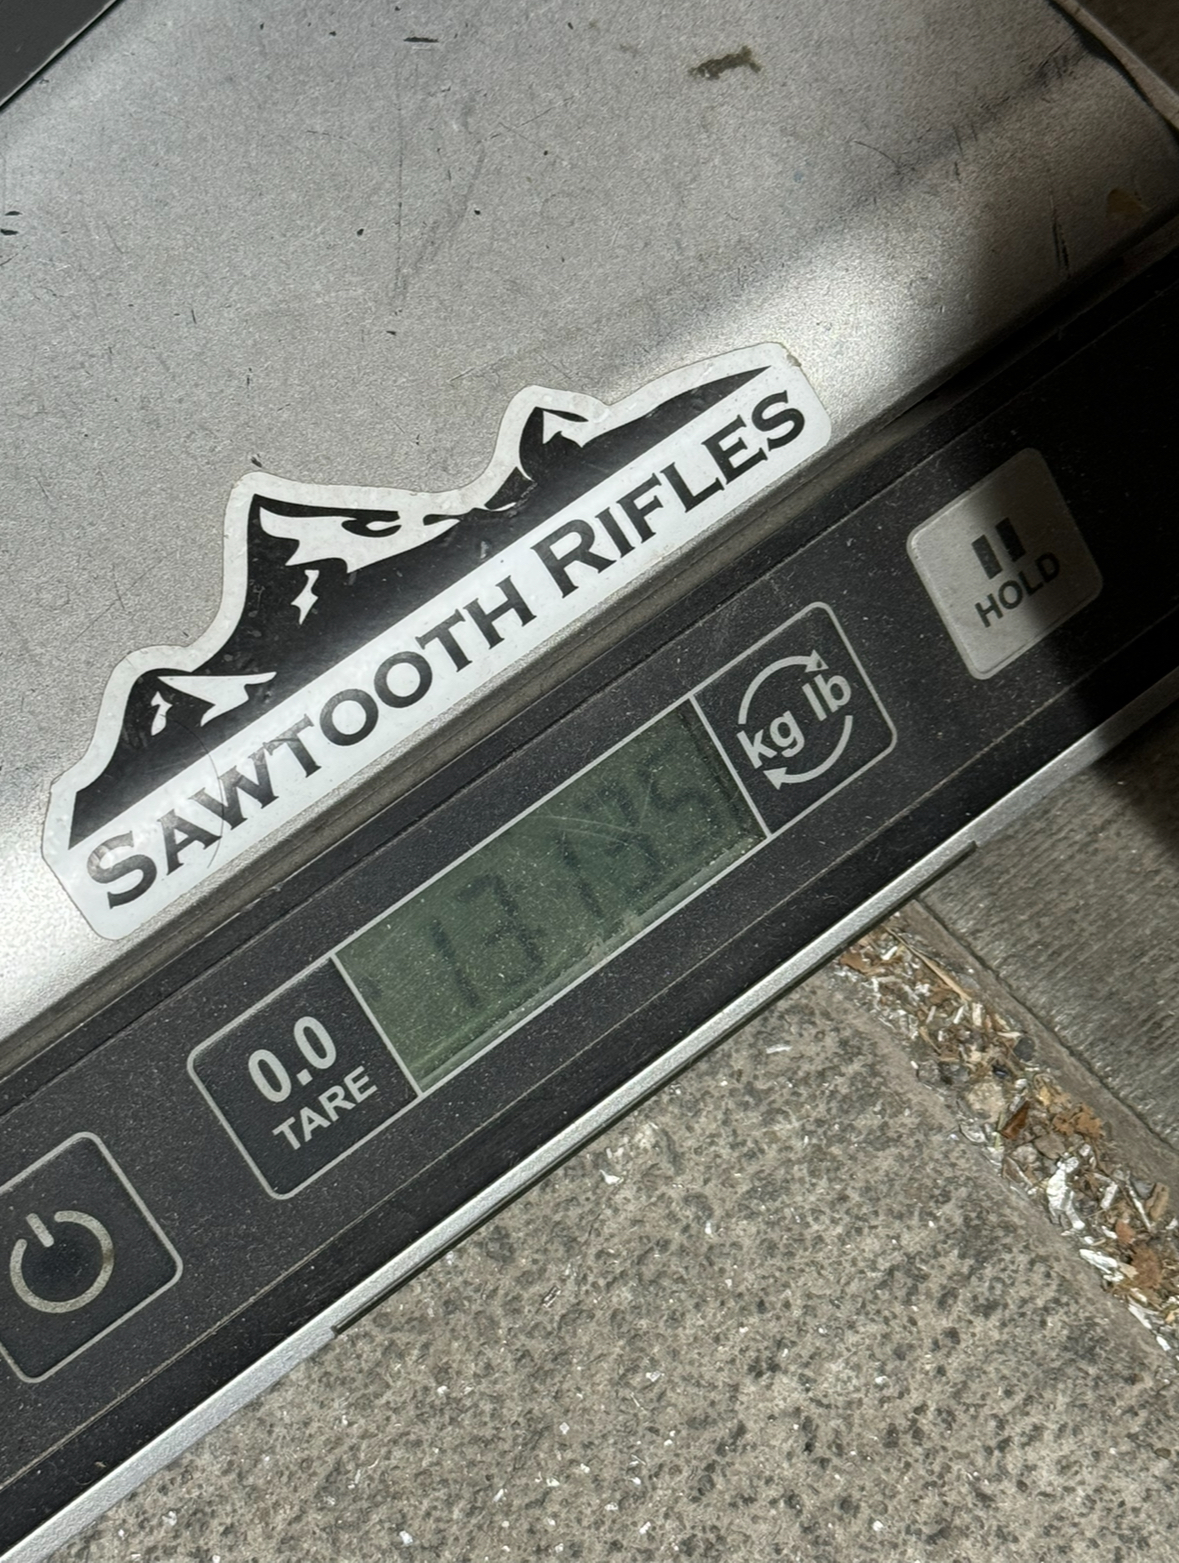 SAWTOOTH RIFLES
HOLD
kg lb
0.0
TARE